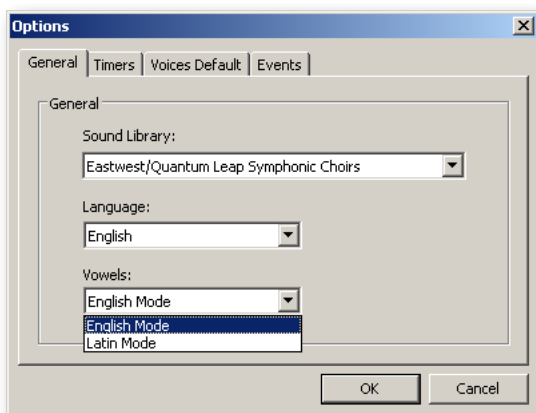 Options
General Timers Voices Default Events
General
Sound Library:
Eastwest/Quantum Leap Symphonic Choirs
Language:
English
Vowels:
English Mode
English Mode
Latin Mode
OK Cancel